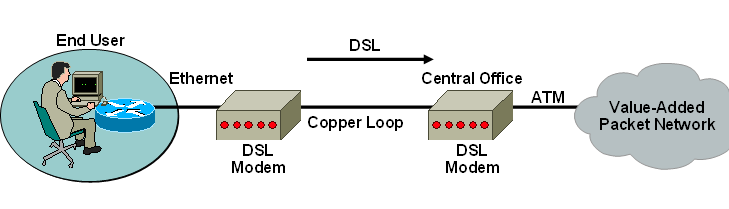 End User
DSL
Ethernet
Central Office
ATM
Value-Added
Packet Network
Copper Loop
DSL
Modem
DSL
Modem